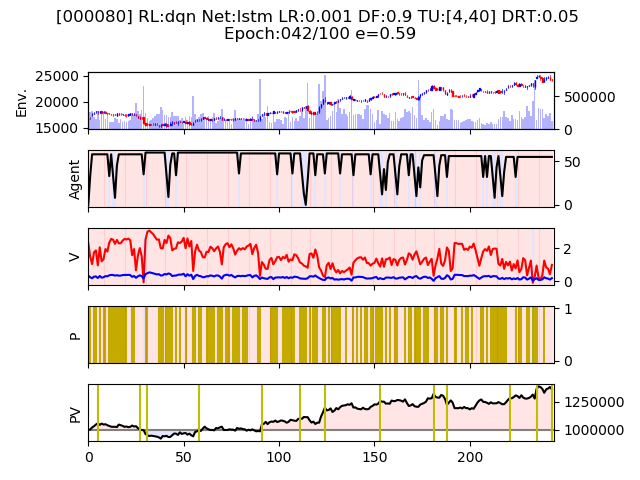 [000080] RL:dqn Net:lstm LR:0.001 DF:0.9 TU:[4,40] DRT:0.05
Epoch:042/100 e=0.59
Env.
25000
20000
15000
500000
0
Agent
50
0
V
2
0
P
1
0
PV
1250000
1000000
0 50 100 150 200